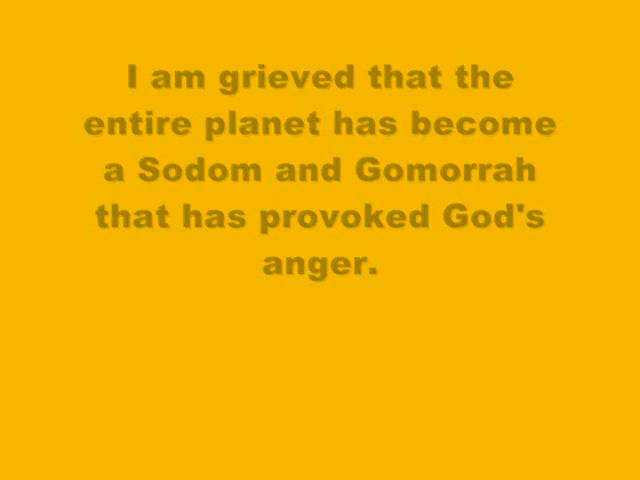 I am grieved that the
entire planet has become
a Sodom and Gomorrah
that has provoked God's
anger.